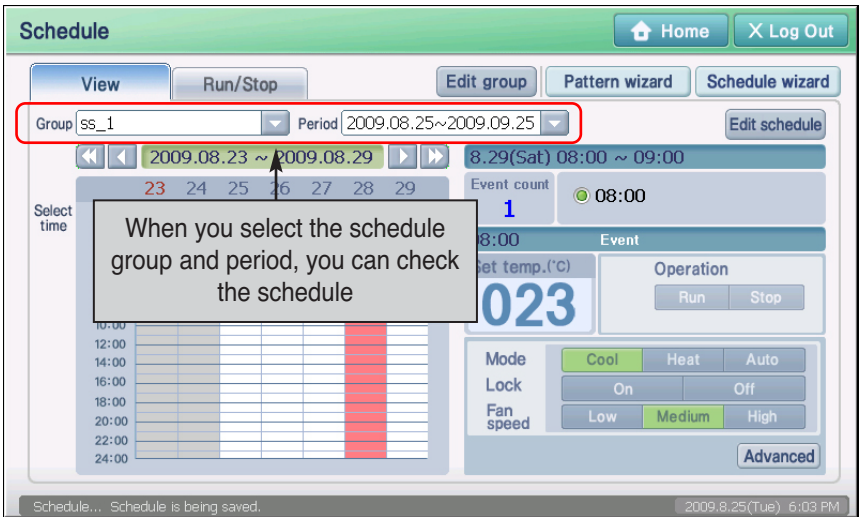 Schedule
Home
X Log Out
View
Run/Stop
Edit group
Pattern wizard
Schedule wizard
Group ss_1
Period 2009.08.25~2009.09.25
Edit schedule
2009.08.23 ~ 2009.08.29
8.29(Sat) 08:00 ~ 09:00
23 24 25 26 27 28 29
Select
time
Event count
1
08:00
When you select the schedule
group and period, you can check
the schedule
08:00
Event
Set temp.(°C)
023
Operation
Run
Stop
10:00
12:00
14:00
16:00
18:00
20:00
22:00
24:00
Mode
Cool
Heat
Auto
Lock
On
Off
Fan
speed
Low
Medium
High
Advanced
Schedule... Schedule is being saved.
2009.8.25(Tue) 6:03 PM